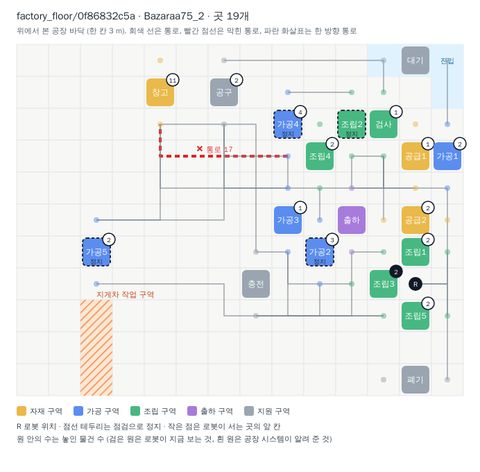 factory_floor/0f86832c5a · Bazaraa75_2 · 곳 19개
위에서 본 공장 바닥 (한 칸 3 m). 회색 선은 통로, 빨간 점선은 막힌 통로, 파란 화살표는 한 방향 통로
대기
진입
창고 11
공구 2
가공4 4
정지
조립2
정지
검사 1
✖ 통로 17
조립4 2
공급1 1
가공1 2
가공3 1
출하
공급2 2
가공5 2
정지
가공2 3
정지
조립1 2
충전
조립3 2
R
지게차 작업 구역
조립5 2
폐기
자재 구역
가공 구역
조립 구역
출하 구역
지원 구역
R 로봇 위치 · 점선 테두리는 점검으로 정지 · 작은 점은 로봇이 서는 곳의 앞 칸
원 안의 수는 놓인 물건 수 (검은 원은 로봇이 지금 보는 것, 흰 원은 공장 시스템이 알려 준 것)